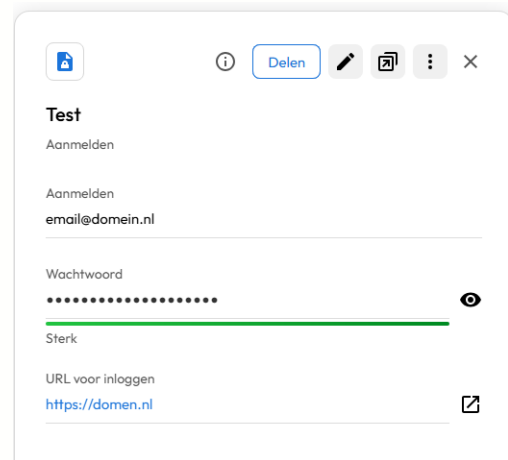 Delen
Test
Aanmelden
Aanmelden
email@domein.nl
Wachtwoord
••••••••••••••••••••
Sterk
URL voor inloggen
https://domen.nl